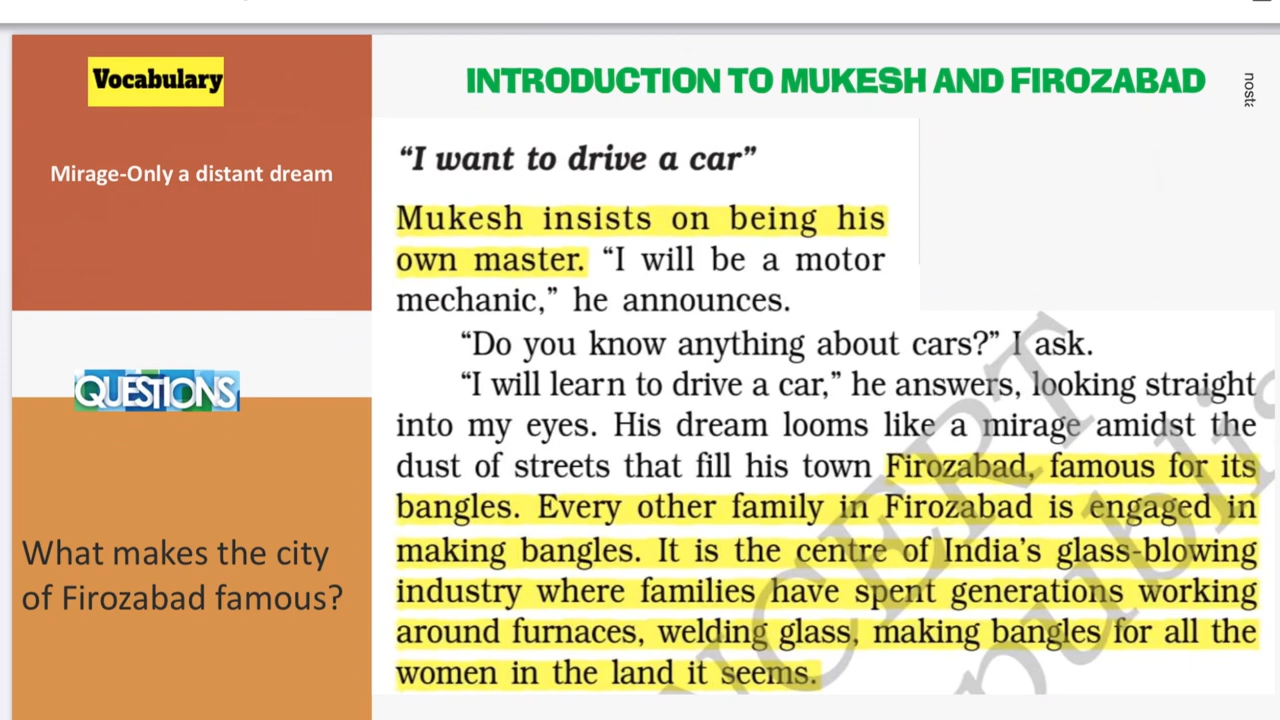 Vocabulary
Mirage-Only a distant dream
QUESTIONS
What makes the city
of Firozabad famous?
INTRODUCTION TO MUKESH AND FIROZABAD
“I want to drive a car”
Mukesh insists on being his
own master. “I will be a motor
mechanic,” he announces.
“Do you know anything about cars?” I ask.
“I will learn to drive a car,” he answers, looking straight
into my eyes. His dream looms like a mirage amidst the
dust of streets that fill his town Firozabad, famous for its
bangles. Every other family in Firozabad is engaged in
making bangles. It is the centre of India’s glass-blowing
industry where families have spent generations working
around furnaces, welding glass, making bangles for all the
women in the land it seems.